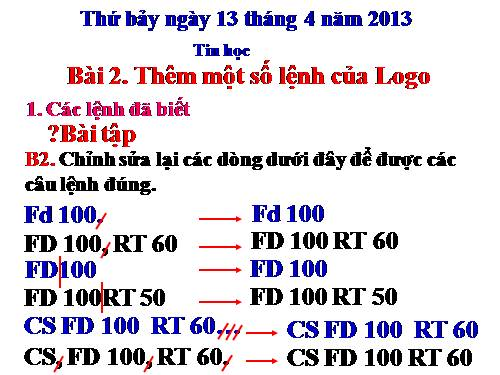 Thứ bảy ngày 13 tháng 4 năm 2013
Tin học
Bài 2. Thêm một số lệnh của Logo
1. Các lệnh đã biết
?Bài tập
B2. Chỉnh sửa lại các dòng dưới đây để được các
câu lệnh đúng.
Fd 100. Fd 100
FD 100, RT 60 FD 100 RT 60
FD100 FD 100
FD 100RT 50 FD 100 RT 50
CS FD 100 RT 60... CS FD 100 RT 60
CS, FD 100, RT 60. CS FD 100 RT 60